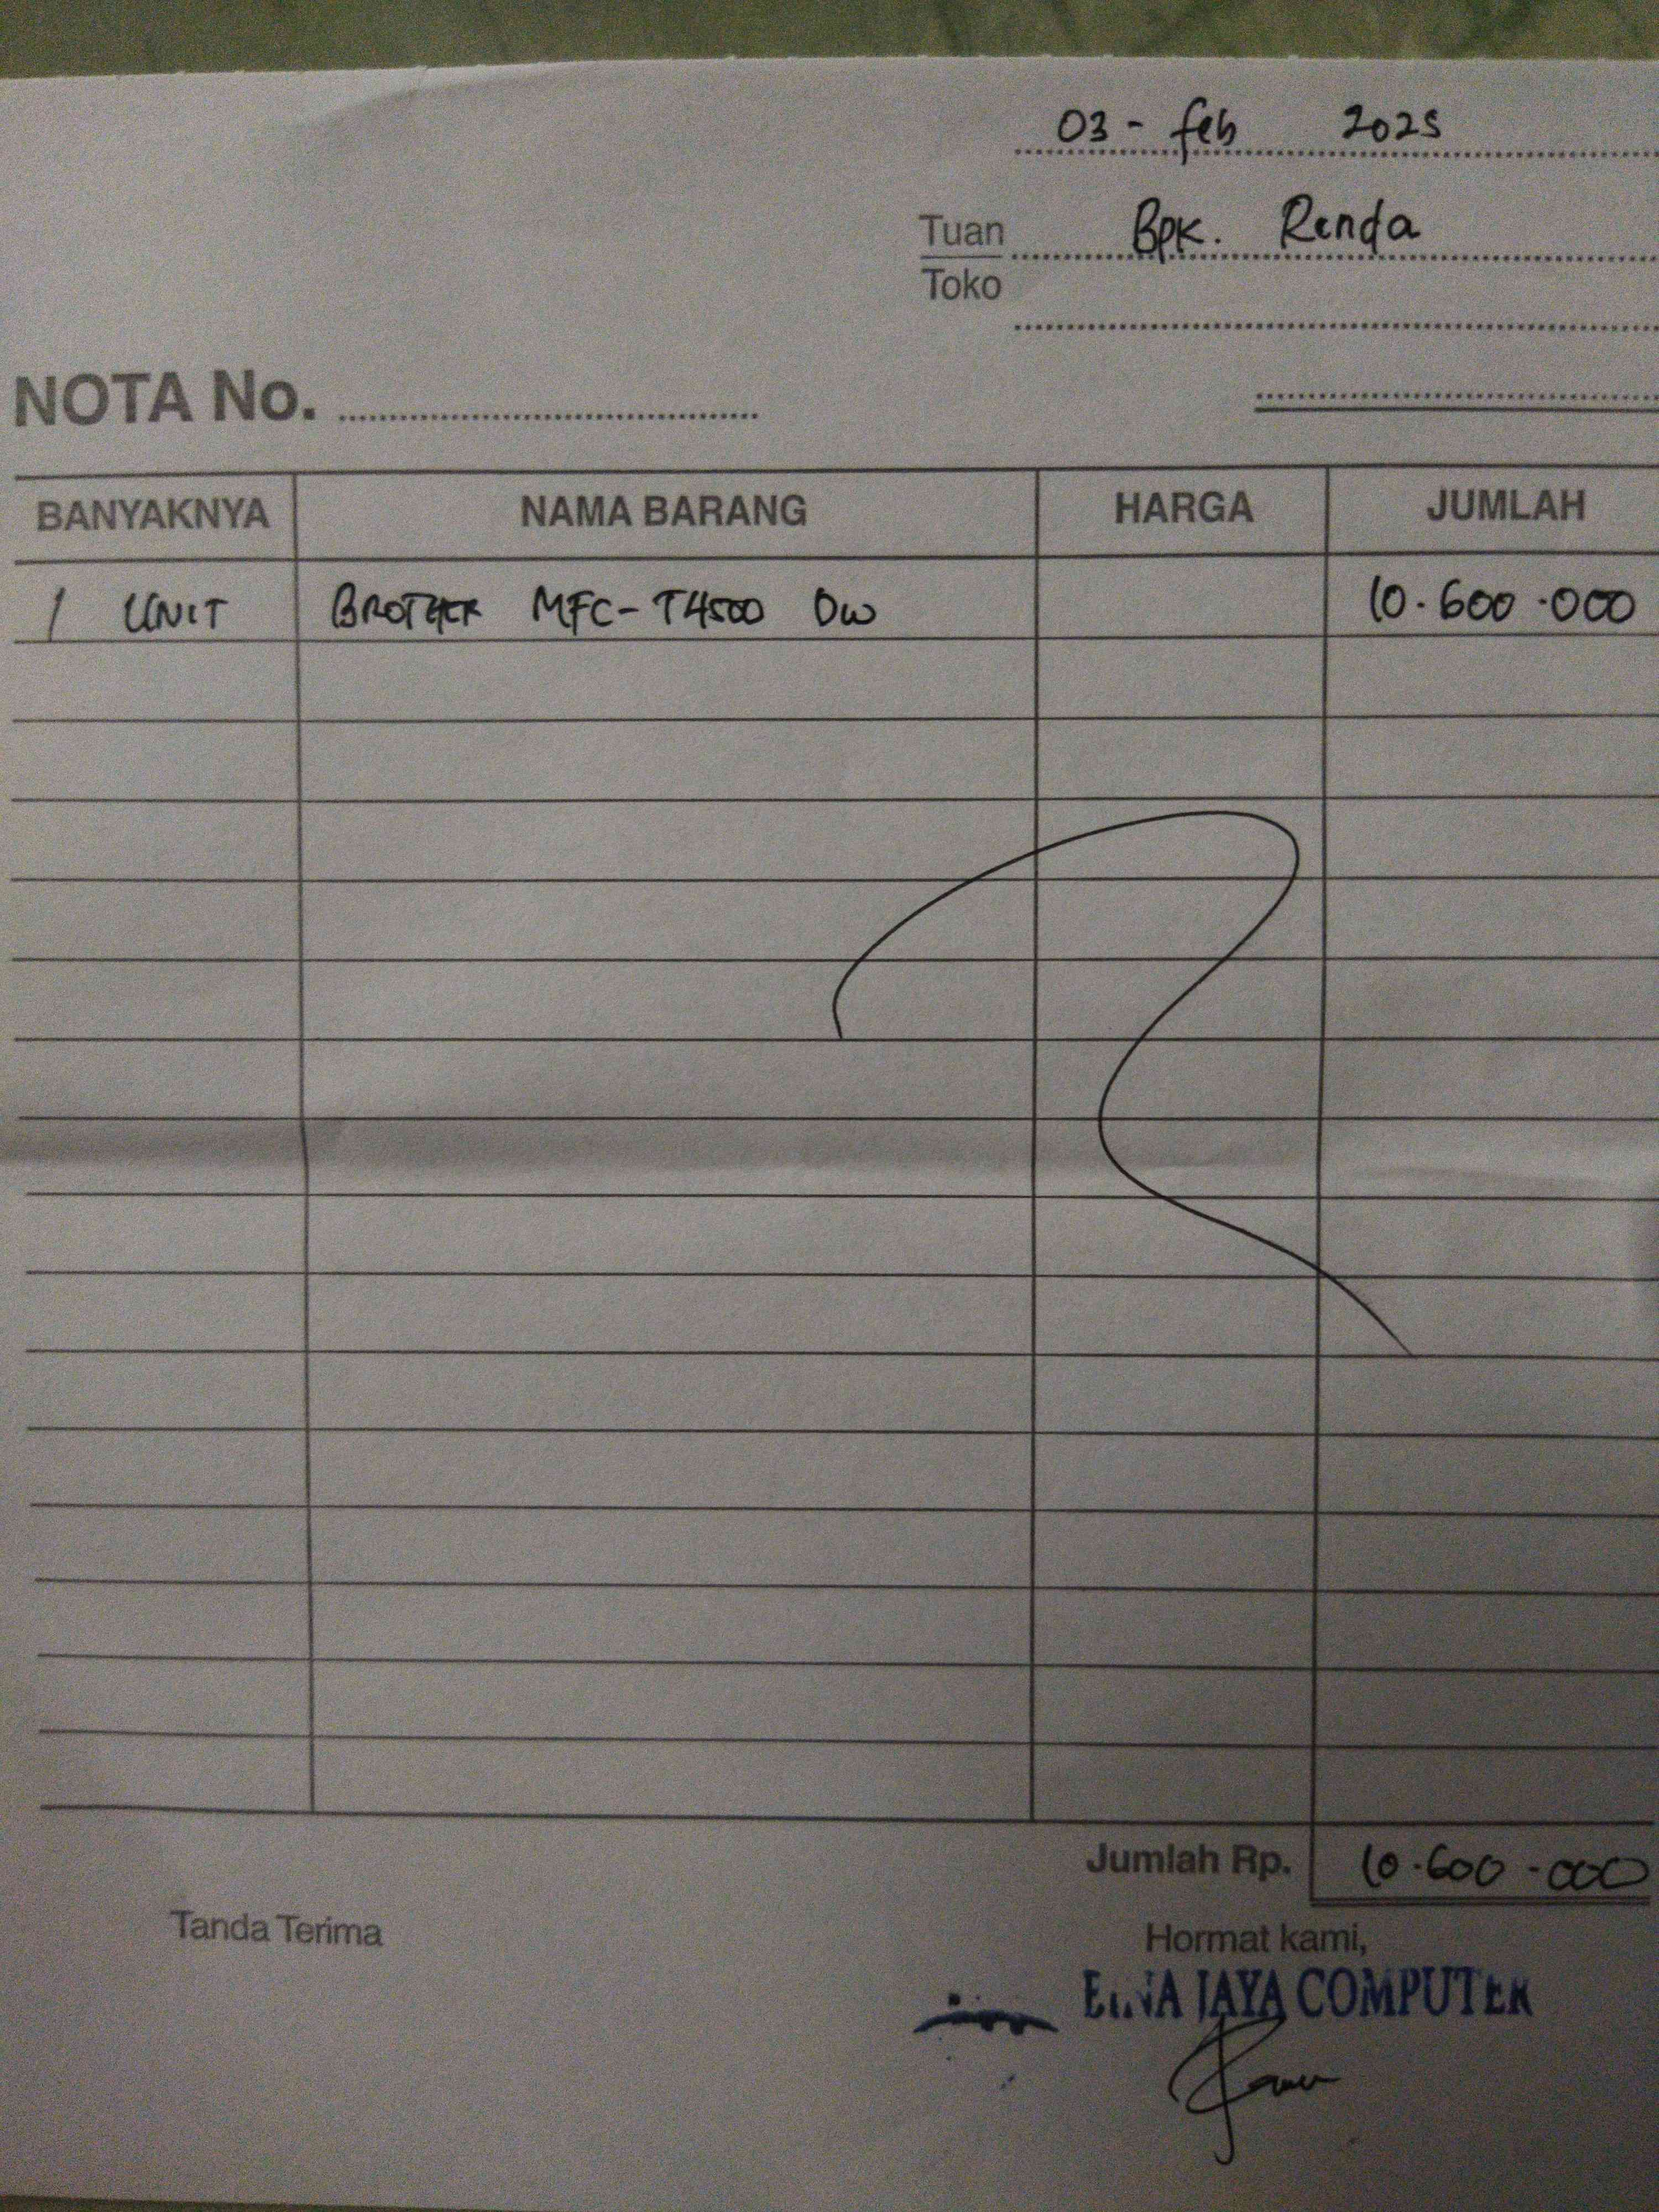 03 - Feb 2025
Tuan Bpk. Renda
Toko
NOTA No.
BANYAKNYA NAMA BARANG HARGA JUMLAH
1 UNIT BROTHER MFC-T4500 DW 10.600.000
Jumlah Rp. 10.600.000
Tanda Terima Hormat kami,
JAYA COMPUTER